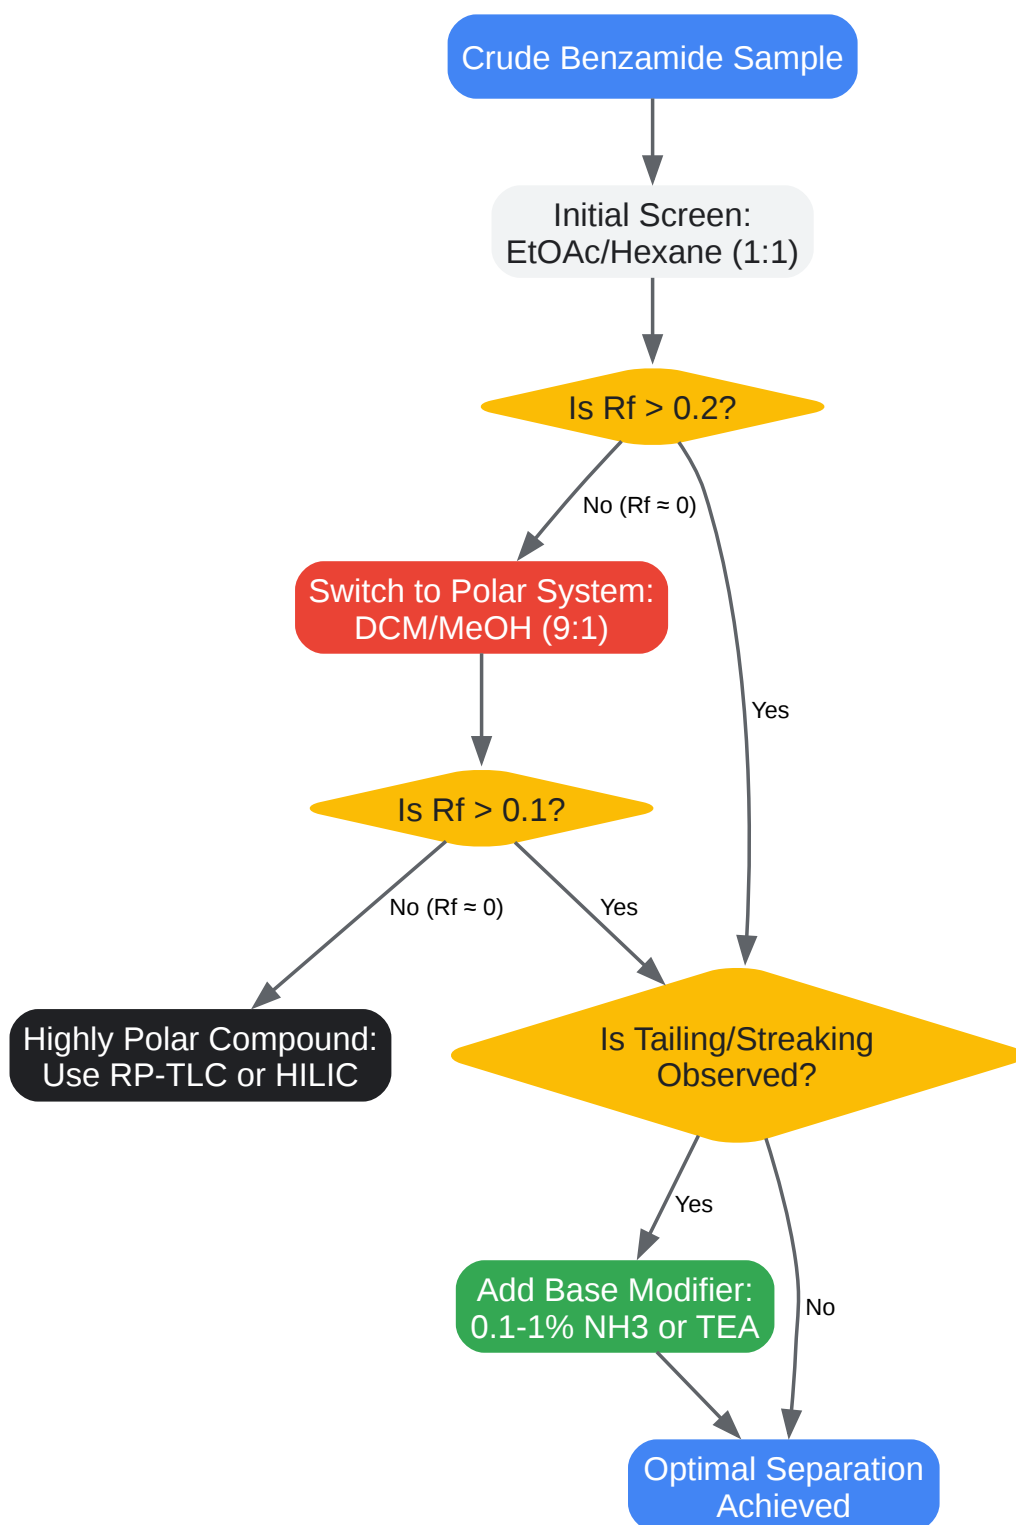 Crude Benzamide Sample
Initial Screen:
EtOAc/Hexane (1:1)
Is Rf > 0.2?
No (Rf ≈ 0)
Switch to Polar System:
DCM/MeOH (9:1)
Yes
Is Rf > 0.1?
No (Rf ≈ 0)
Yes
Highly Polar Compound:
Use RP-TLC or HILIC
Is Tailing/Streaking
Observed?
Yes
Add Base Modifier:
0.1-1% NH3 or TEA
No
Optimal Separation
Achieved